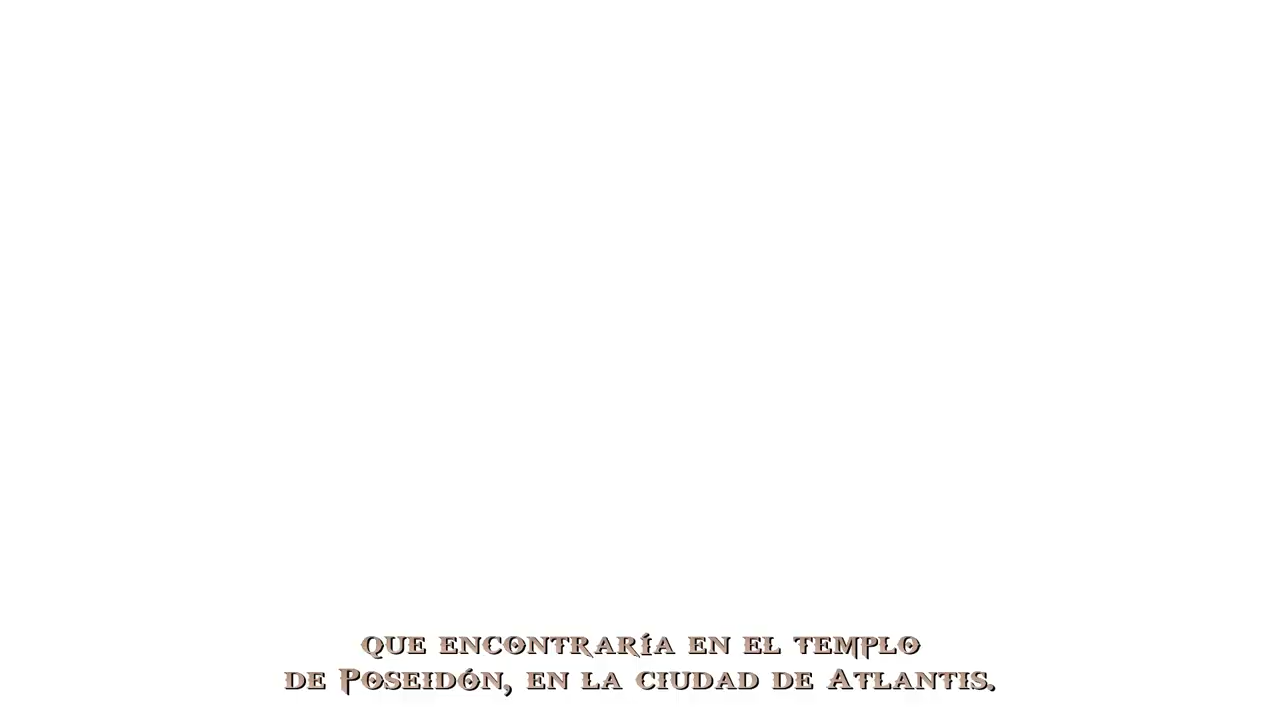 que encontraría en el templo
de Poseidón, en la ciudad de Atlantis.